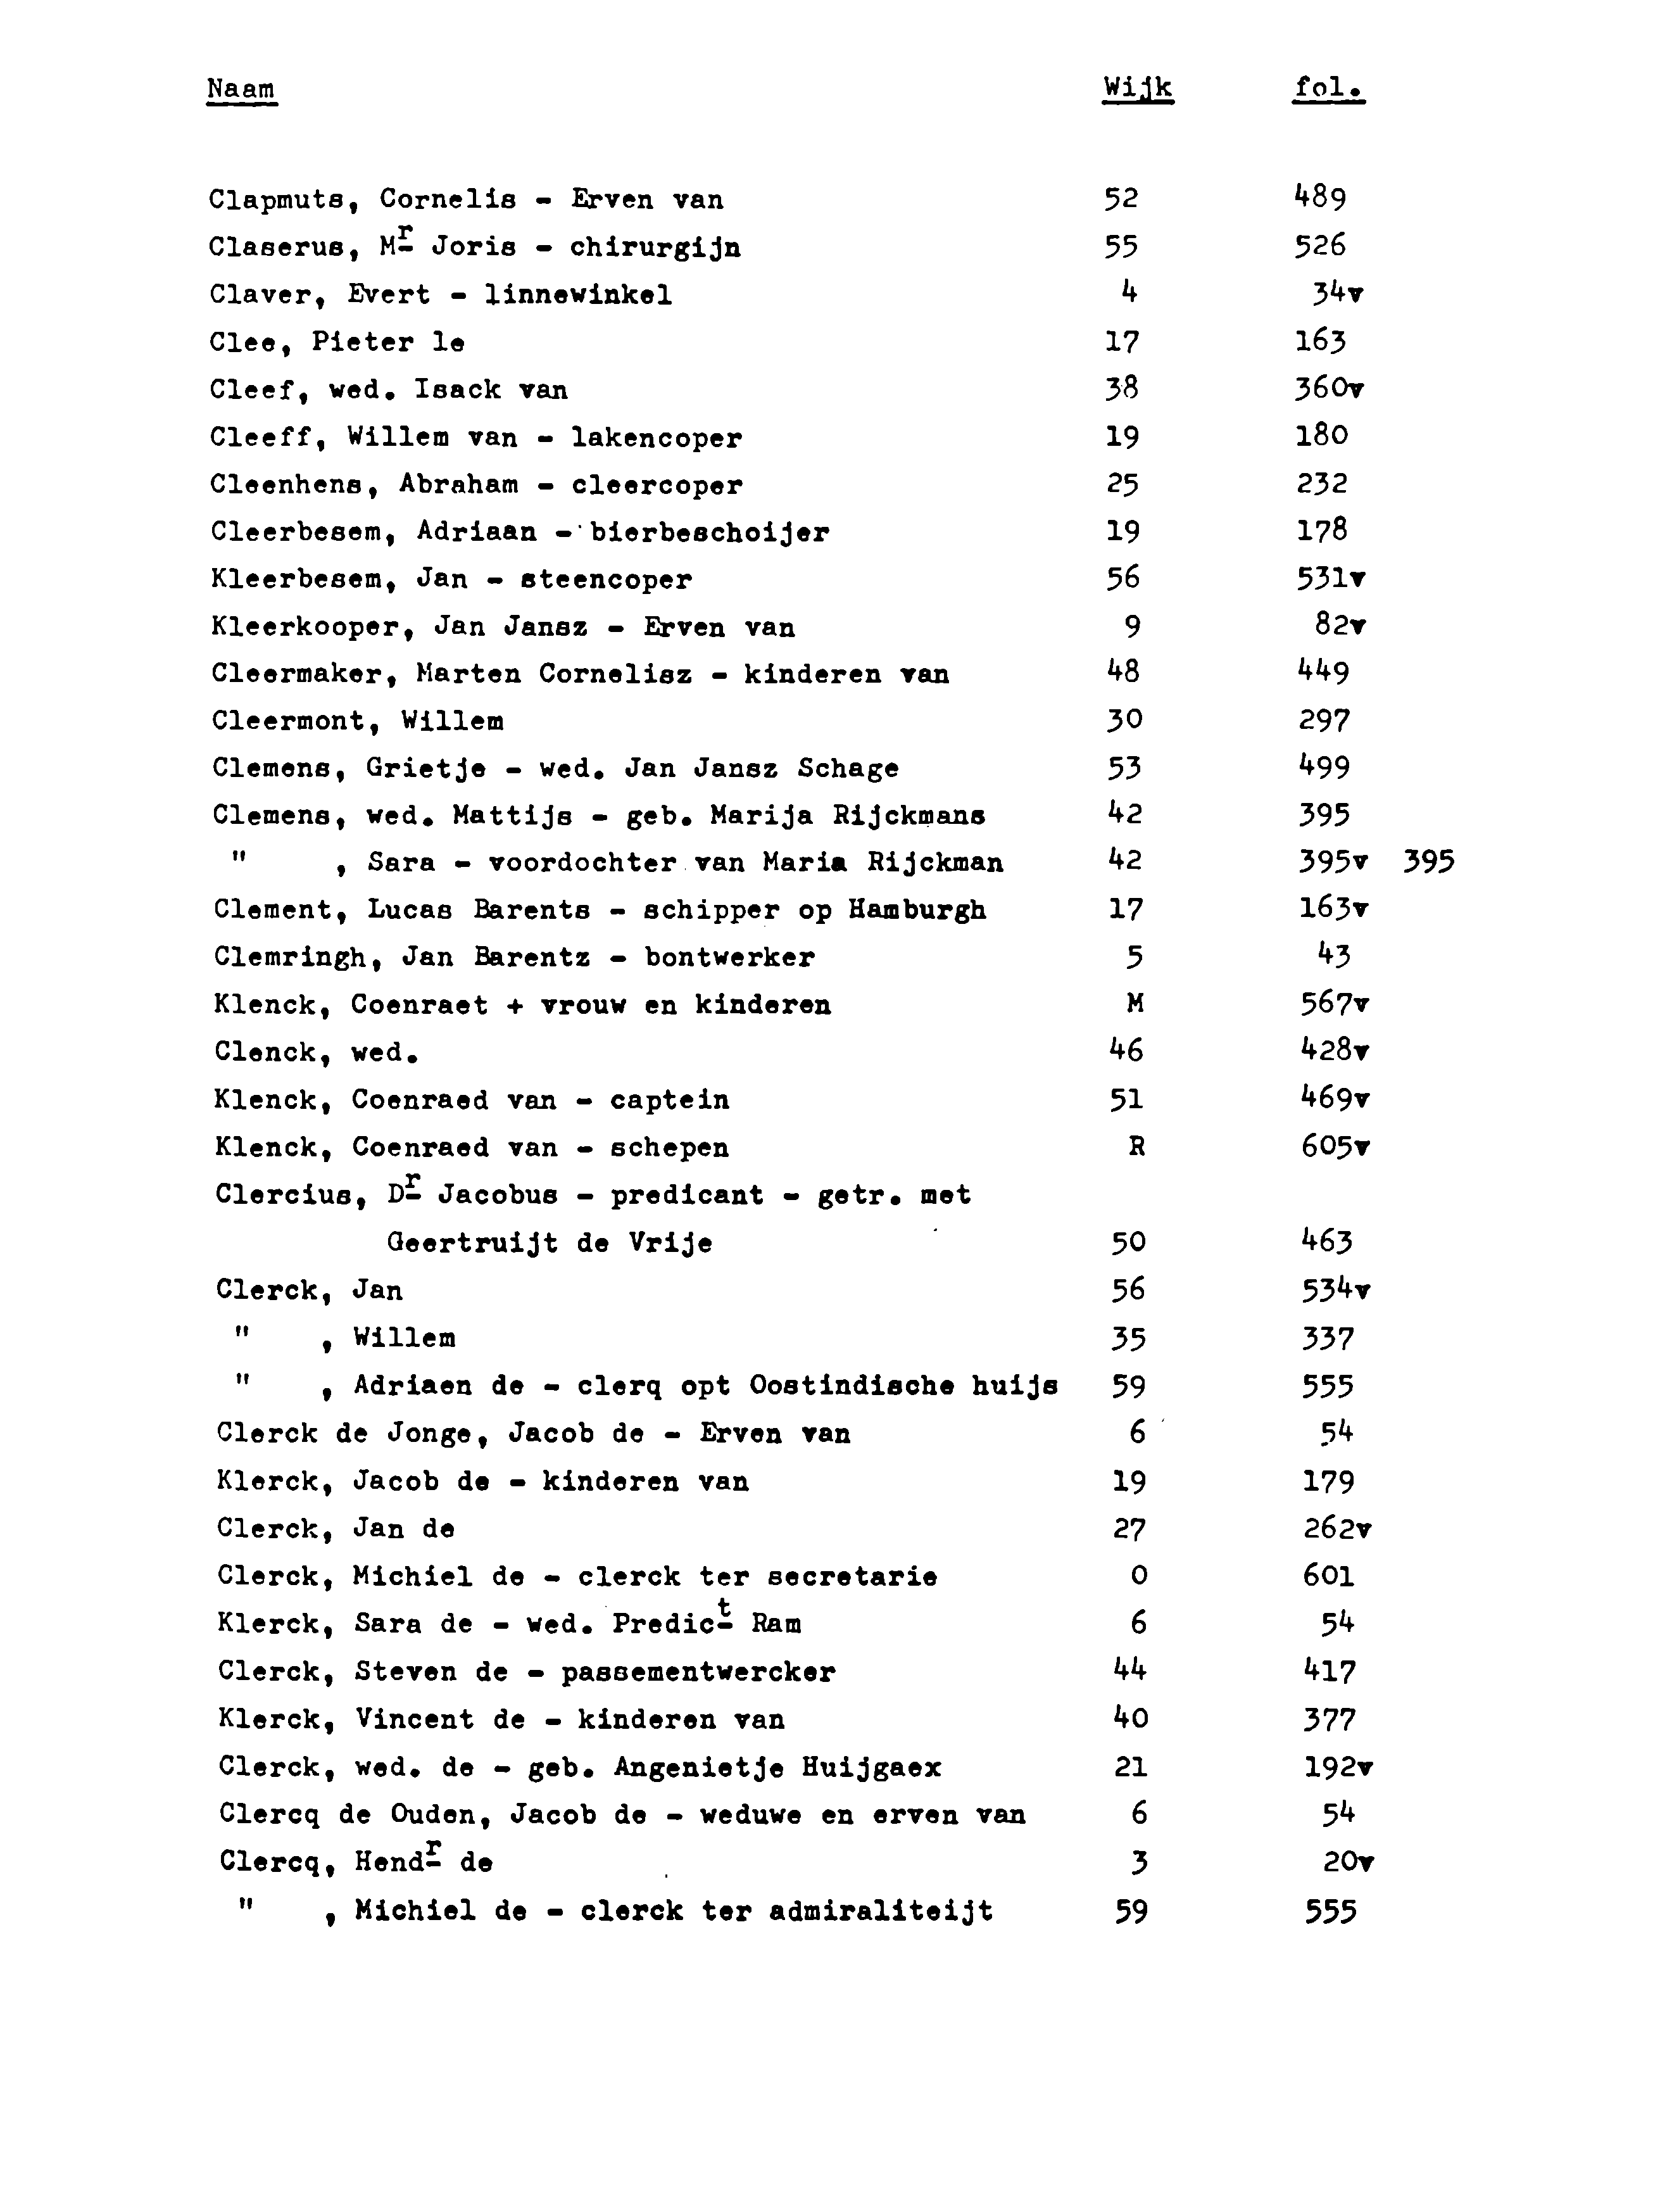 Naam Wijk fol.
Clapmuts, Cornelis - Erven van 52 489
Claserus, Mr Joris - chirurgijn 55 526
Claver, Evert - linnewinkel 4 34v
Clee, Pieter le 17 163
Cleef, wed. Isack van 38 360v
Cleeff, Willem van - lakencoper 19 180
Cleenhens, Abraham - cleercoper 25 232
Cleerbesem, Adriaan - bierbeschoijer 19 178
Kleerbesem, Jan - steencoper 56 531v
Kleerkooper, Jan Jansz - Erven van 9 82v
Cleermaker, Marten Cornelisz - kinderen van 48 449
Cleermont, Willem 30 297
Clemens, Grietje - wed. Jan Jansz Schage 53 499
Clemens, wed. Mattijs - geb. Marija Rijckmans 42 395
" , Sara - voordochter van Maria Rijckman 42 395v 395
Clement, Lucas Barents - schipper op Hamburgh 17 163v
Clemringh, Jan Barentz - bontwerker 5 43
Klenck, Coenraet + vrouw en kinderen M 567v
Clenck, wed. 46 428v
Klenck, Coenraed van - captein 51 469v
Klenck, Coenraed van - schepen R 605v
Clercius, Dr Jacobus - predicant - getr. met
Geertruijt de Vrije 50 463
Clerck, Jan 56 534v
" , Willem 35 337
" , Adriaen de - clerq opt Oostindische huijs 59 555
Clerck de Jonge, Jacob de - Erven van 6 54
Klerck, Jacob de - kinderen van 19 179
Clerck, Jan de 27 262v
Clerck, Michiel de - clerck ter secretarie O 601
Klerck, Sara de - wed. Predict Ram 6 54
Clerck, Steven de - passementwercker 44 417
Klerck, Vincent de - kinderen van 40 377
Clerck, wed. de - geb. Angenietje Huijgaex 21 192v
Clercq de Ouden, Jacob de - weduwe en erven van 6 54
Clercq, Hendr de 3 20v
" , Michiel de - clerck ter admiraliteijt 59 555